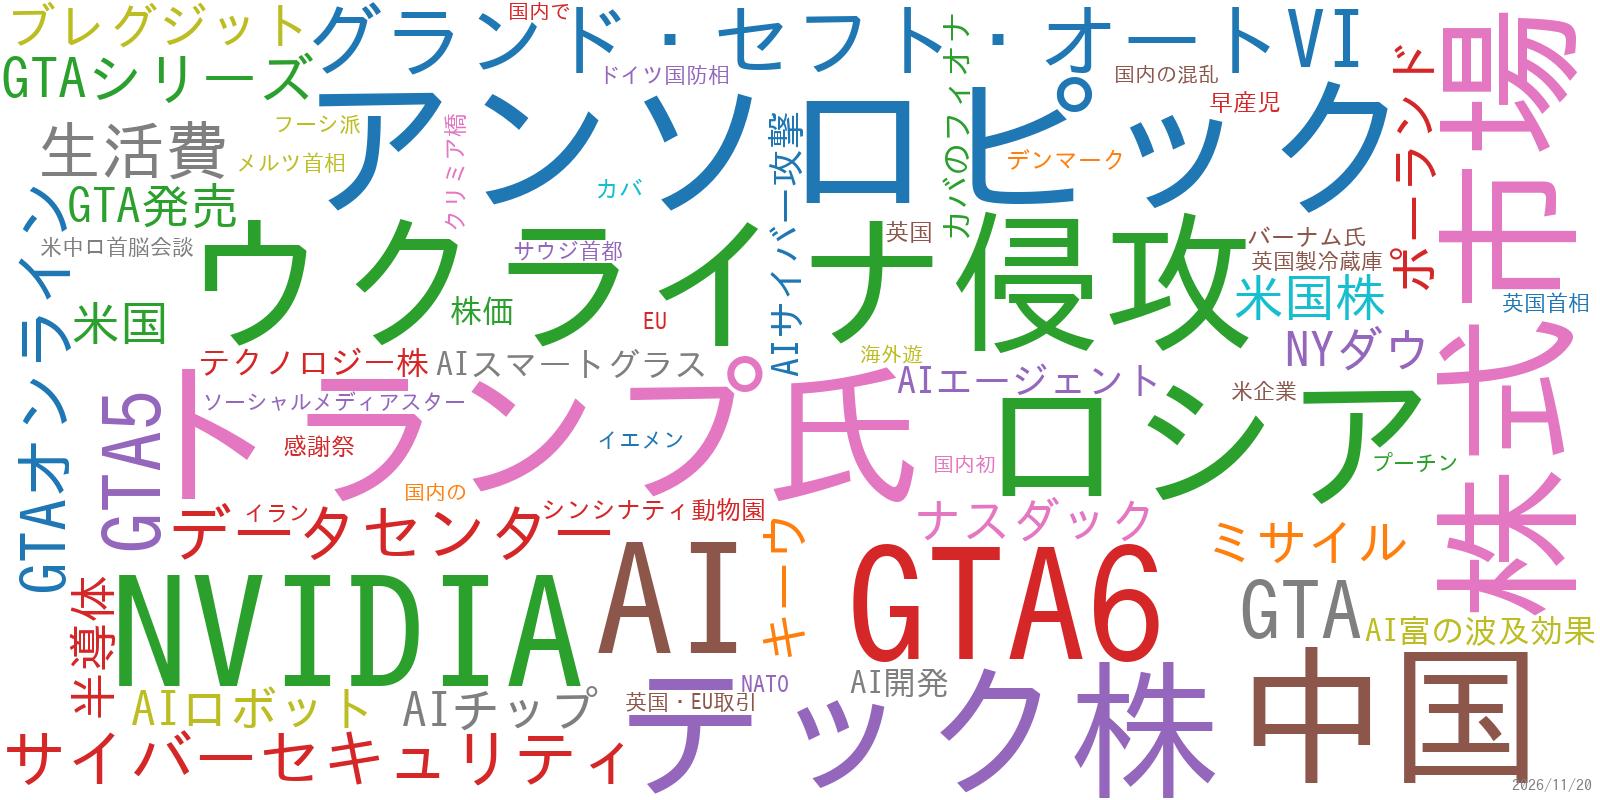 ブレグジット
グランド・セフト・オートVI
国内で
GTAシリーズ
ドイツ国防相
カバのフィオナ
国内の混乱
早産児
ポーランド
株式市場
アンソロピック
生活費
フーシ派
メルツ首相
クリミア橋
カバ
AIサイバー攻撃
デンマーク
GTAオンライン
GTA発売
米中ロ首脳会談
ウクライナ侵攻
サウジ首都
英国
バーナム氏
英国製冷蔵庫
米国株
英国首相
米国
株価
EU
NYダウ
テクノロジー株
AIスマートグラス
海外遊
AIエージェント
米企業
ソーシャルメディアスター
GTA5
トランプ氏
ロシア
感謝祭
イエメン
国内初
プーチン
国内の
イラン
シンシナティ動物園
データセンター
ナスダック
ミサイル
キーウ
AI
GTA6
NVIDIA
半導体
GTA
AI富の波及効果
中国
AIロボット
AIチップ
英国・EU取引
NATO
AI開発
テック株
サイバーセキュリティ
2026/11/20